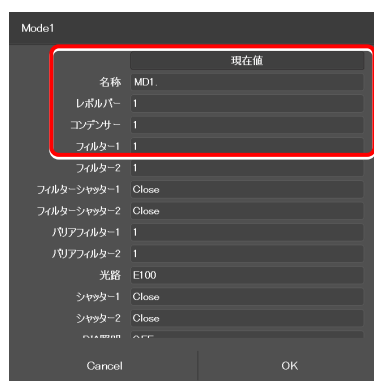 Mode1
現在値
名称 MD1.
レボルバー 1
コンデンサー 1
フィルター1 1
フィルター2 1
フィルターシャッター1 Close
フィルターシャッター2 Close
バリアフィルター1 1
バリアフィルター2 1
光路 E100
シャッター1 Close
シャッター2 Close
Cancel OK